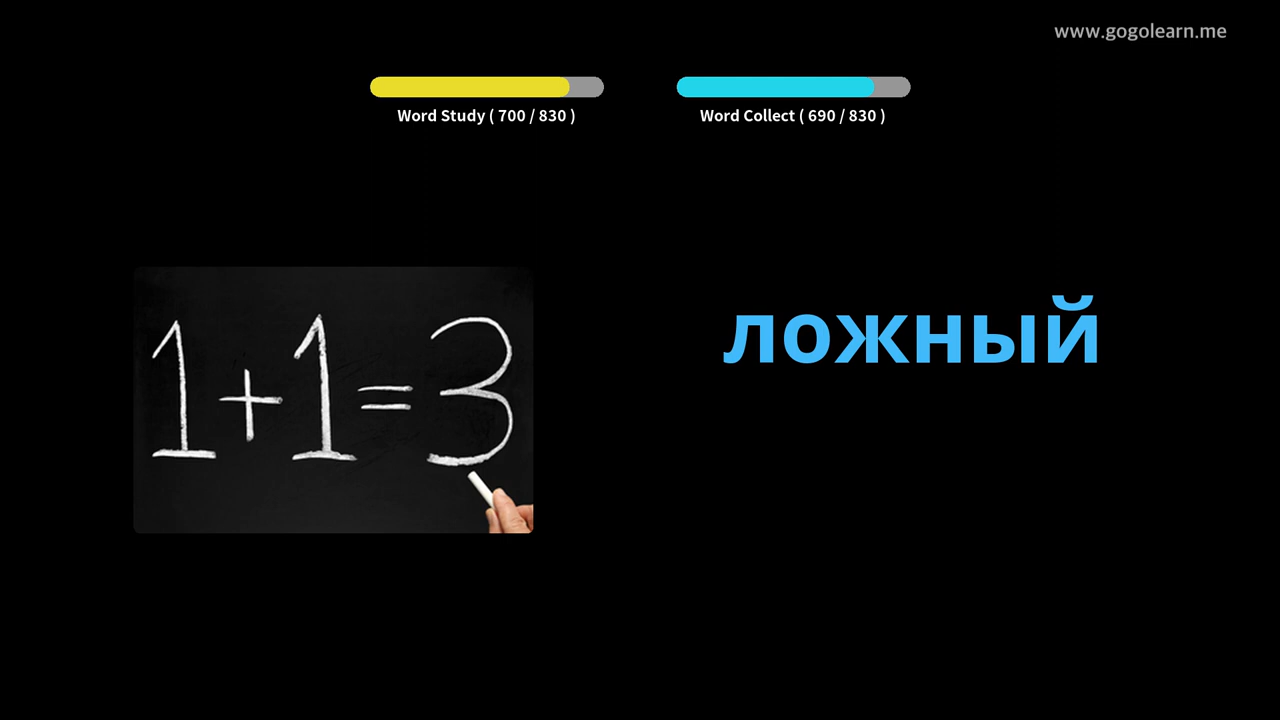 www.gogolearn.me
Word Study ( 700 / 830 )
Word Collect ( 690 / 830 )
1+1=3
ложный